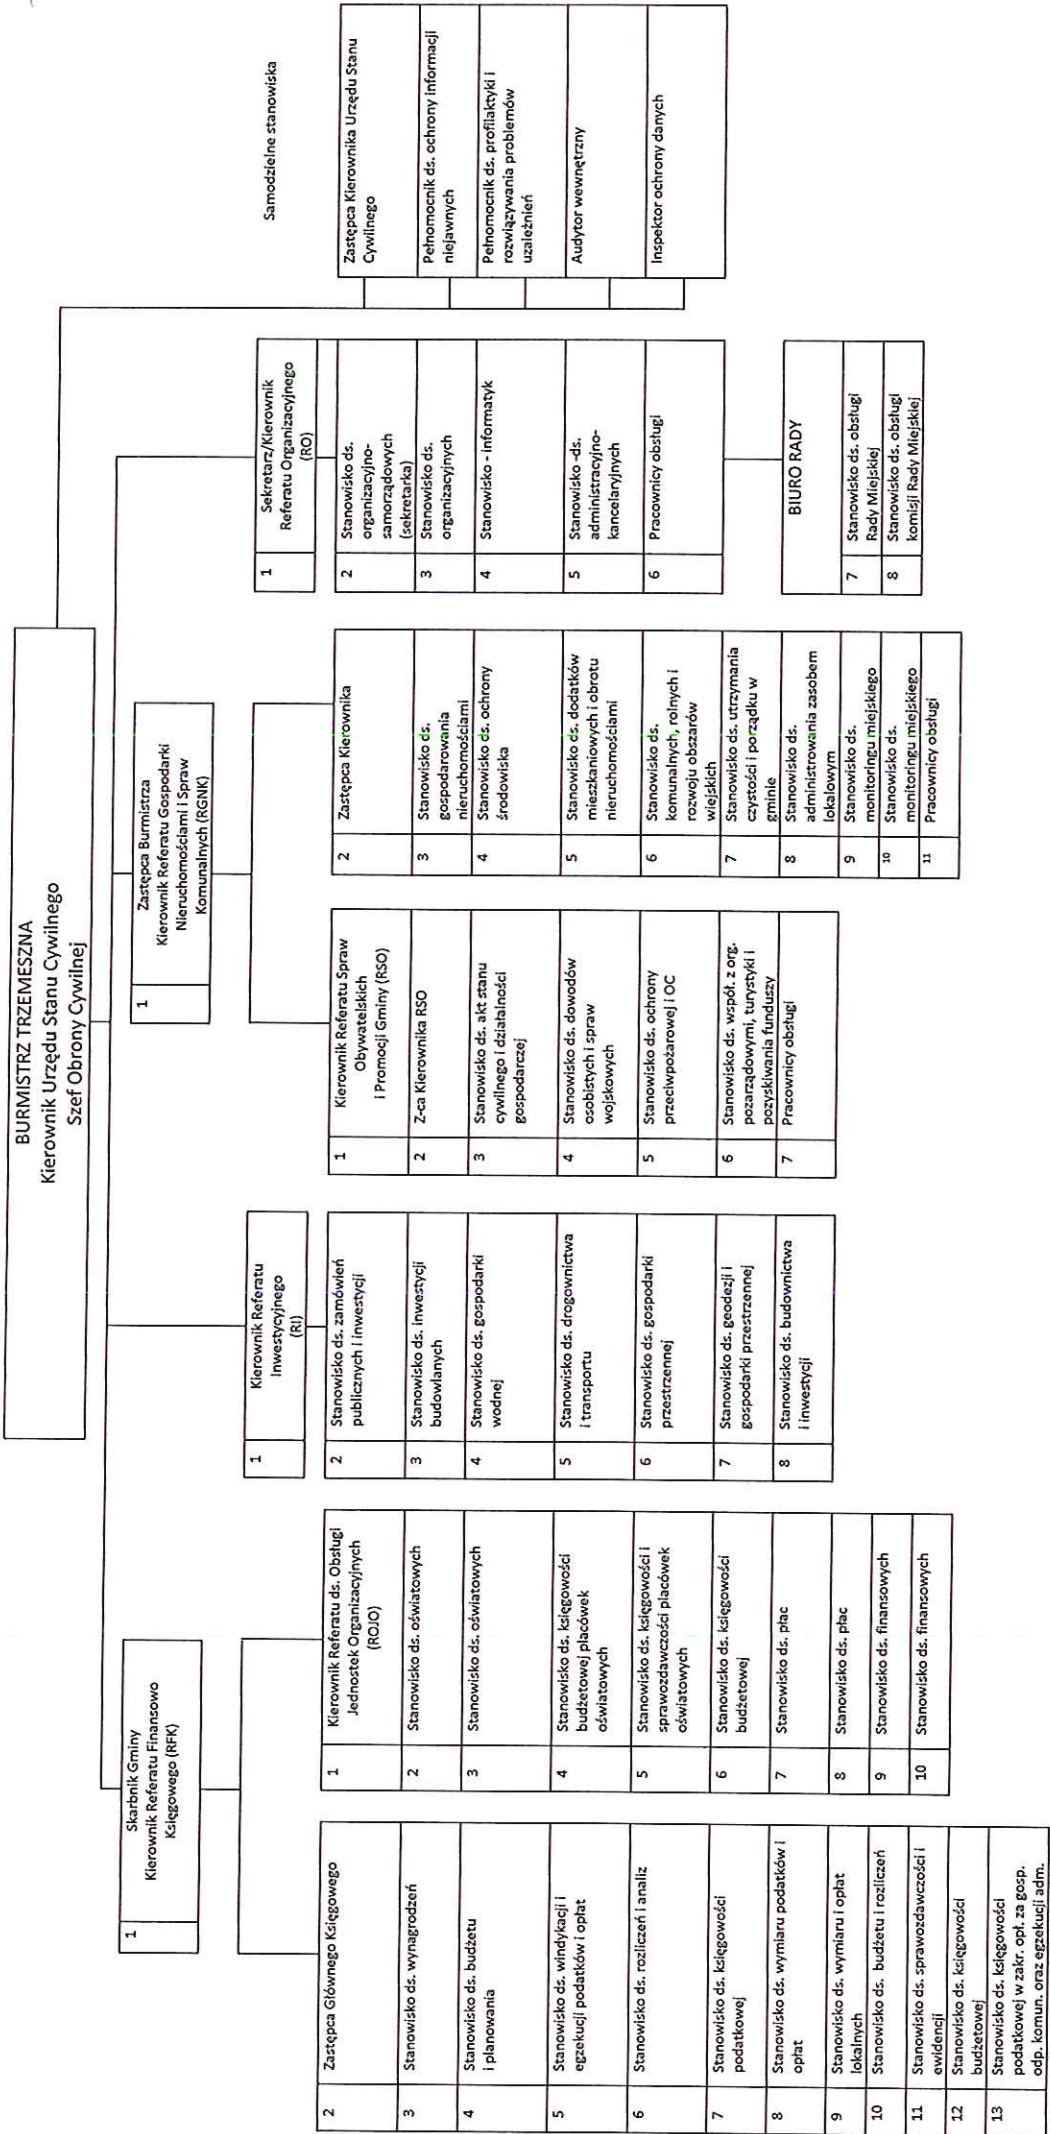 BURMISTRZ TRZEMESZNA
Kierownik Urzędu Stanu Cywilnego
Szef Obrony Cywilnej
1
Skarbnik Gminy
Kierownik Referatu Finansowo
Księgowego (RFK)
2
Zastępca Głównego Księgowego
3
Stanowisko ds. wynagrodzeń
4
Stanowisko ds. budżetu
i planowania
5
Stanowisko ds. windykacji i
egzekucji podatków i opłat
6
Stanowisko ds. rozliczeń i analiz
7
Stanowisko ds. księgowości
podatkowej
8
Stanowisko ds. wymiaru podatków i
opłat
9
Stanowisko ds. wymiaru i opłat
lokalnych
10
Stanowisko ds. budżetu i rozliczeń
11
Stanowisko ds. sprawozdawczości i
ewidencji
12
Stanowisko ds. księgowości
budżetowej
13
Stanowisko ds. księgowości
podatkowej w zakr. opł. za gosp.
odp. komun. oraz egzekucji adm.
1
Kierownik Referatu ds. Obsługi
Jednostek Organizacyjnych
(ROJO)
2
Stanowisko ds. oświatowych
3
Stanowisko ds. oświatowych
4
Stanowisko ds. księgowości
budżetowej placówek
oświatowych
5
Stanowisko ds. księgowości i
sprawozdawczości placówek
oświatowych
6
Stanowisko ds. księgowości
budżetowej
7
Stanowisko ds. płac
8
Stanowisko ds. płac
9
Stanowisko ds. finansowych
10
Stanowisko ds. finansowych
1
Kierownik Referatu
Inwestycyjnego
(RI)
2
Stanowisko ds. zamówień
publicznych i inwestycji
3
Stanowisko ds. inwestycji
budowlanych
4
Stanowisko ds. gospodarki
wodnej
5
Stanowisko ds. drogownictwa
i transportu
6
Stanowisko ds. gospodarki
przestrzennej
7
Stanowisko ds. geodezji i
gospodarki przestrzennej
8
Stanowisko ds. budownictwa
i inwestycji
1
Zastępca Burmistrza
Kierownik Referatu Gospodarki
Nieruchomościami i Spraw
Komunalnych (RGNK)
1
Kierownik Referatu Spraw
Obywatelskich
i Promocji Gminy (RSO)
2
Z-ca Kierownika RSO
3
Stanowisko ds. akt stanu
cywilnego i działalności
gospodarczej
4
Stanowisko ds. dowodów
osobistych i spraw
wojskowych
5
Stanowisko ds. ochrony
przeciwpożarowej i OC
6
Stanowisko ds. współ. z org.
pozarządowymi, turystyki i
pozyskiwania funduszy
7
Pracownicy obsługi
2
Zastępca Kierownika
3
Stanowisko ds.
gospodarowania
nieruchomościami
4
Stanowisko ds. ochrony
środowiska
5
Stanowisko ds. dodatków
mieszkaniowych i obrotu
nieruchomościami
6
Stanowisko ds.
komunalnych, rolnych i
rozwoju obszarów
wiejskich
7
Stanowisko ds. utrzymania
czystości i porządku w
gminie
8
Stanowisko ds.
administrowania zasobem
lokalowym
9
Stanowisko ds.
monitoringu miejskiego
10
Stanowisko ds.
monitoringu miejskiego
11
Pracownicy obsługi
1
Sekretarz/Kierownik
Referatu Organizacyjnego
(RO)
2
Stanowisko ds.
organizacyjno-
samorządowych
(sekretarka)
3
Stanowisko ds.
organizacyjnych
4
Stanowisko - informatyk
5
Stanowisko -ds.
administracyjno-
kancelaryjnych
6
Pracownicy obsługi
BIURO RADY
7
Stanowisko ds. obsługi
Rady Miejskiej
8
Stanowisko ds. obsługi
komisji Rady Miejskiej
Samodzielne stanowiska
Zastępca Kierownika Urzędu Stanu
Cywilnego
Pełnomocnik ds. ochrony informacji
niejawnych
Pełnomocnik ds. profilaktyki i
rozwiązywania problemów
uzależnień
Audytor wewnętrzny
Inspektor ochrony danych